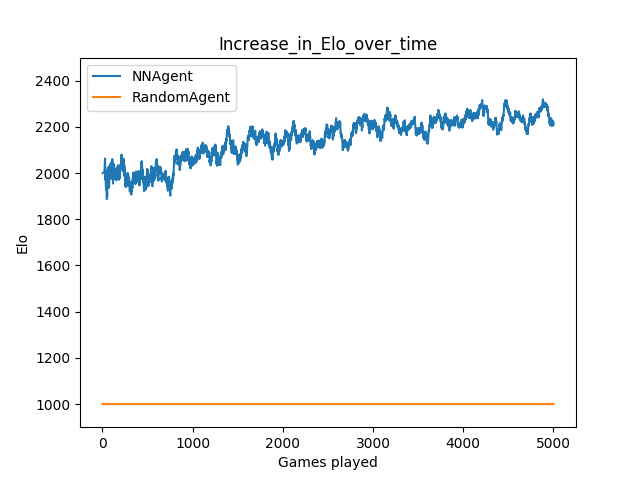 Increase_in_Elo_over_time
NNAgent
RandomAgent
2400
2200
2000
1800
1600
1400
1200
1000
Elo
0 1000 2000 3000 4000 5000
Games played